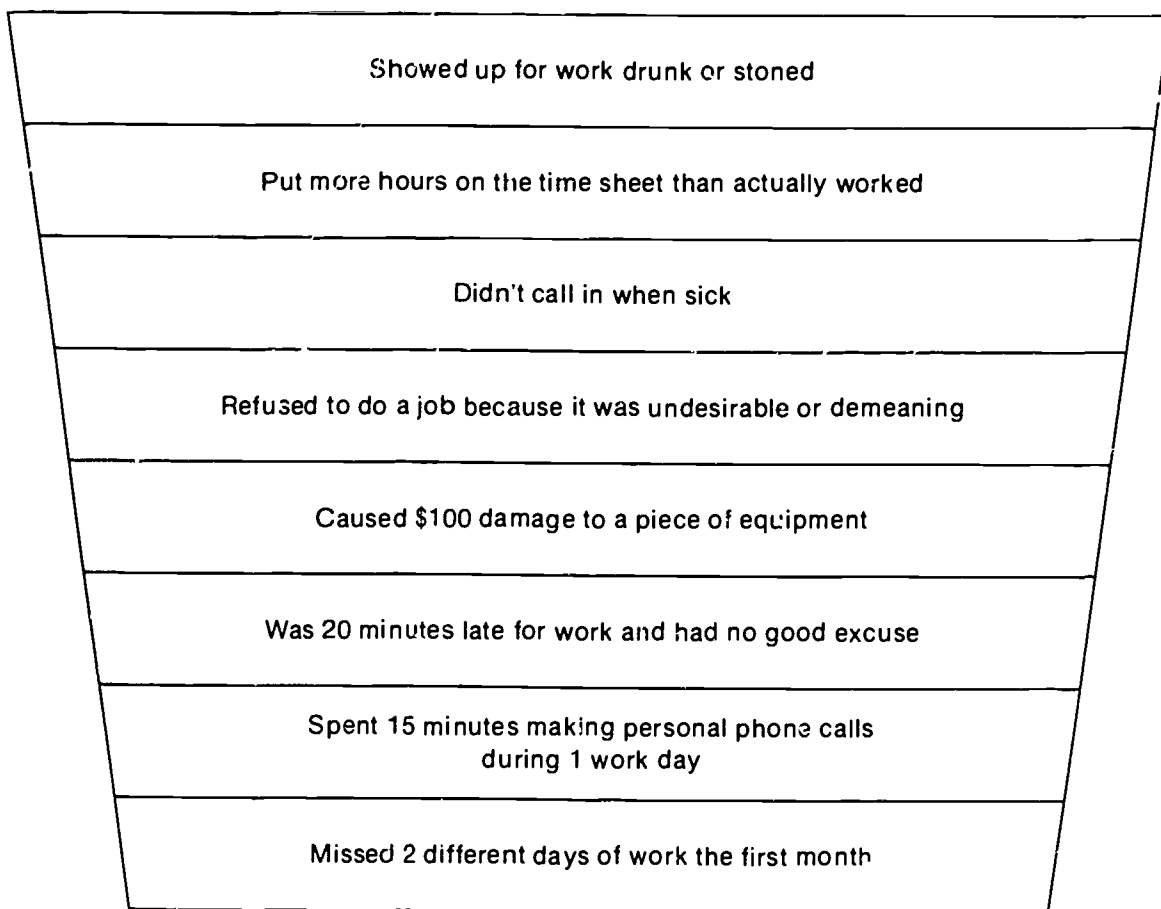 Showed up for work drunk or stoned
Put more hours on the time sheet than actually worked
Didn't call in when sick
Refused to do a job because it was undesirable or demeaning
Caused $100 damage to a piece of equipment
Was 20 minutes late for work and had no good excuse
Spent 15 minutes making personal phone calls
during 1 work day
Missed 2 different days of work the first month